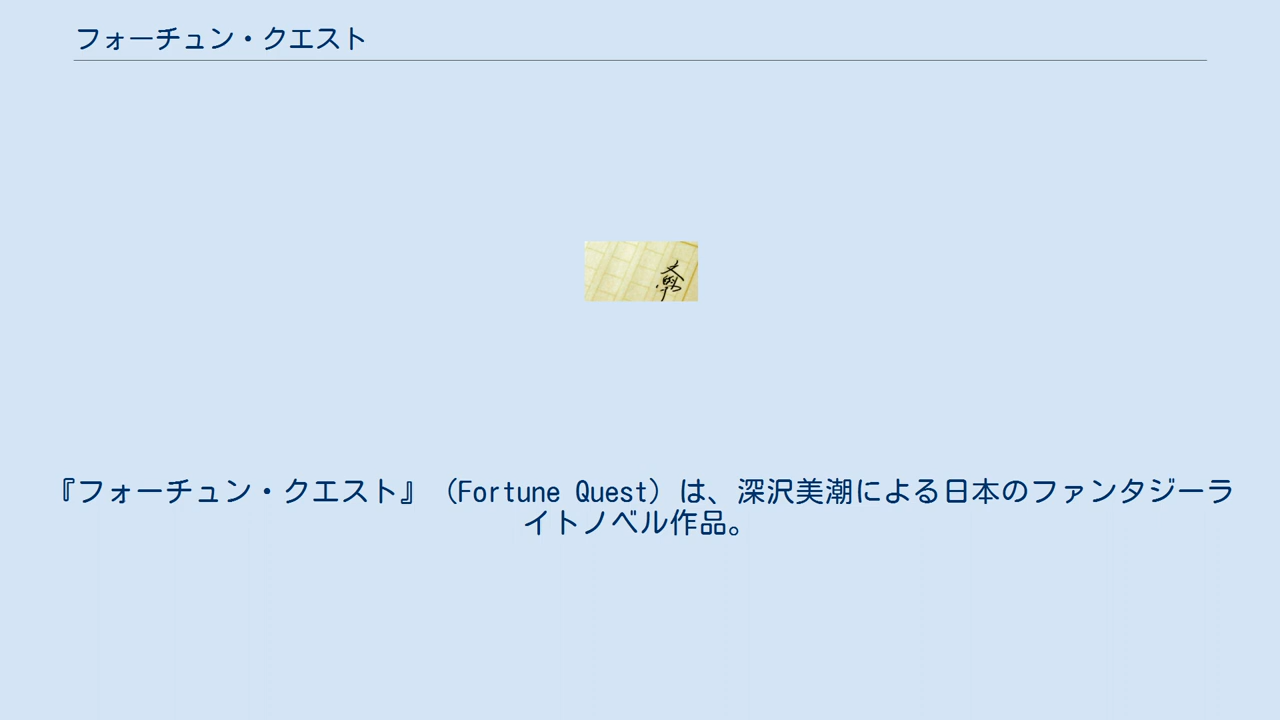 フォーチュン・クエスト
『フォーチュン・クエスト』（Fortune Quest）は、深沢美潮による日本のファンタジーラ
イトノベル作品。